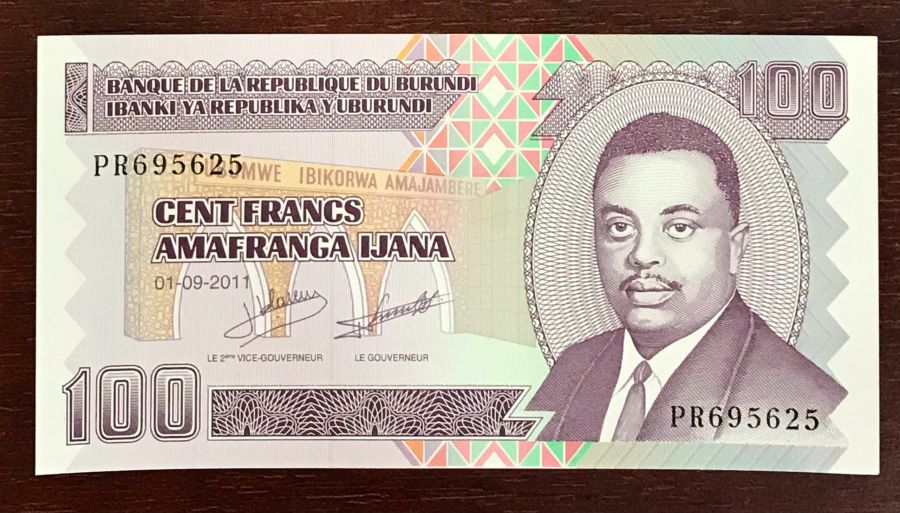 BANQUE DE LA REPUBLIQUE DU BURUNDI
IBANKI YA REPUBLIKA Y'UBURUNDI
100
PR695625
IBIKORWA AMAJAMBERE
CENT FRANCS
AMAFRANGA IJANA
01-09-2011
LE 2ème VICE-GOUVERNEUR
LE GOUVERNEUR
100
PR695625